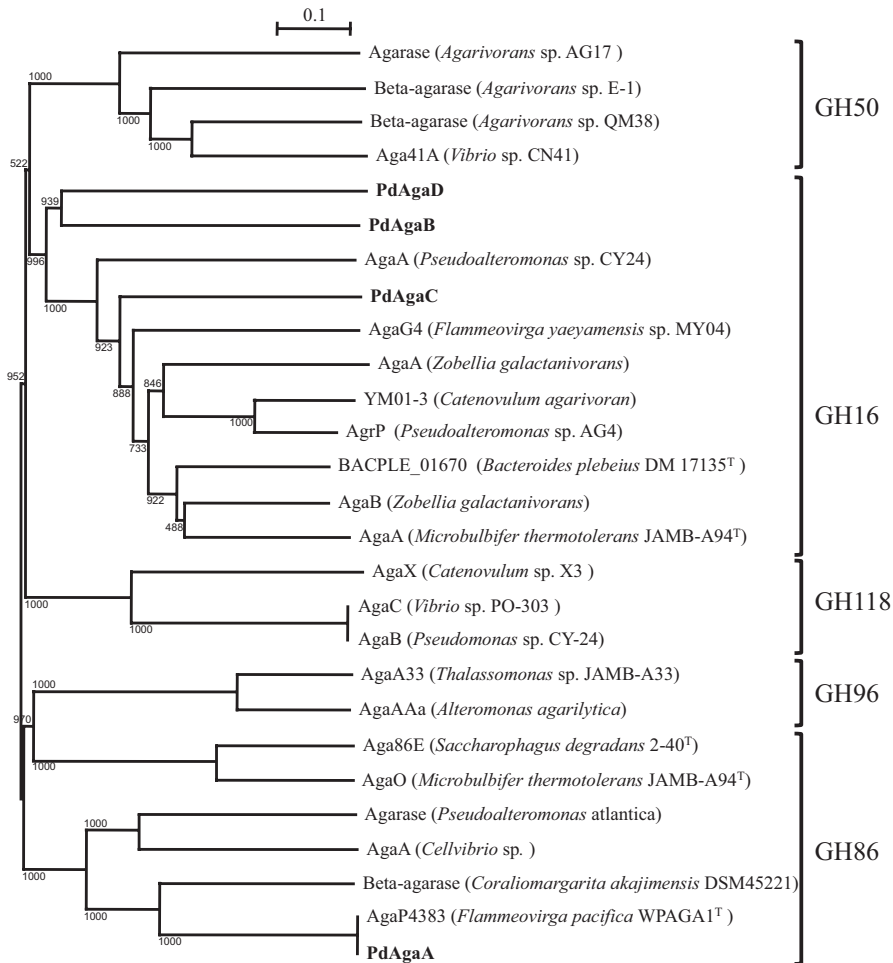 0.1
1000
Agarase (Agarivorans sp. AG17 )
Beta-agarase (Agarivorans sp. E-1)
1000
Beta-agarase (Agarivorans sp. QM38)
1000
Aga41A (Vibrio sp. CN41)
GH50
522
PdAgaD
939
PdAgaB
996
AgaA (Pseudoalteromonas sp. CY24)
1000
PdAgaC
923
AgaG4 (Flammeovirga yaeyamensis sp. MY04)
888
AgaA (Zobellia galactanivorans)
846
YM01-3 (Catenovulum agarivoran)
1000
AgrP (Pseudoalteromonas sp. AG4)
733
BACPLE_01670 (Bacteroides plebeius DM 17135T )
922
AgaB (Zobellia galactanivorans)
488
AgaA (Microbulbifer thermotolerans JAMB-A94T)
GH16
952
AgaX (Catenovulum sp. X3 )
1000
AgaC (Vibrio sp. PO-303 )
1000
AgaB (Pseudomonas sp. CY-24)
GH118
AgaA33 (Thalassomonas sp. JAMB-A33)
1000
AgaAAa (Alteromonas agarilytica)
GH96
970
Aga86E (Saccharophagus degradans 2-40T)
1000
AgaO (Microbulbifer thermotolerans JAMB-A94T)
Agarase (Pseudoalteromonas atlantica)
1000
AgaA (Cellvibrio sp. )
1000
Beta-agarase (Coraliomargarita akajimensis DSM45221)
1000
AgaP4383 (Flammeovirga pacifica WPAGA1T )
1000
PdAgaA
GH86